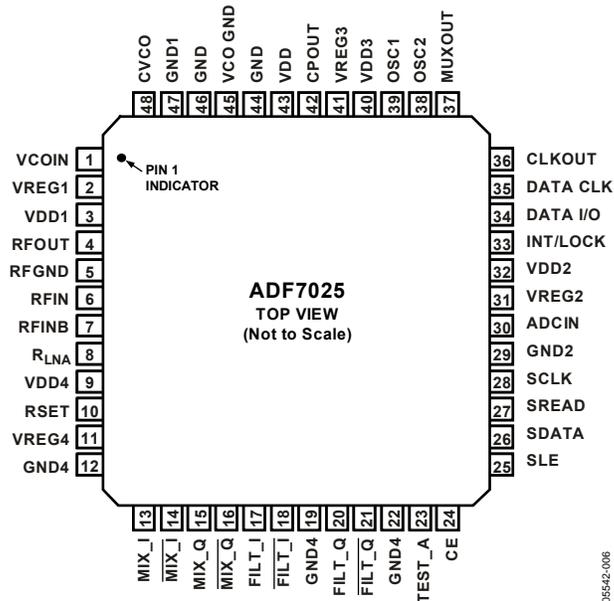 CVCO
GND1
GND
VCO GND
GND
VDD
CPOUT
VREG3
VDD3
OSC1
OSC2
MUXOUT
48
47
46
45
44
43
42
41
40
39
38
37
VCOIN 1
VREG1 2
VDD1 3
RFOUT 4
RFGND 5
RFIN 6
RFINB 7
RLNA 8
VDD4 9
RSET 10
VREG4 11
GND4 12
PIN 1
INDICATOR
ADF7025
TOP VIEW
(Not to Scale)
36 CLKOUT
35 DATA CLK
34 DATA I/O
33 INT/LOCK
32 VDD2
31 VREG2
30 ADCIN
29 GND2
28 SCLK
27 SREAD
26 SDATA
25 SLE
13
14
15
16
17
18
19
20
21
22
23
24
MIX_I
MIX_I
MIX_Q
MIX_Q
FILT_I
FILT_I
GND4
FILT_Q
FILT_Q
GND4
TEST_A
CE
05542-006